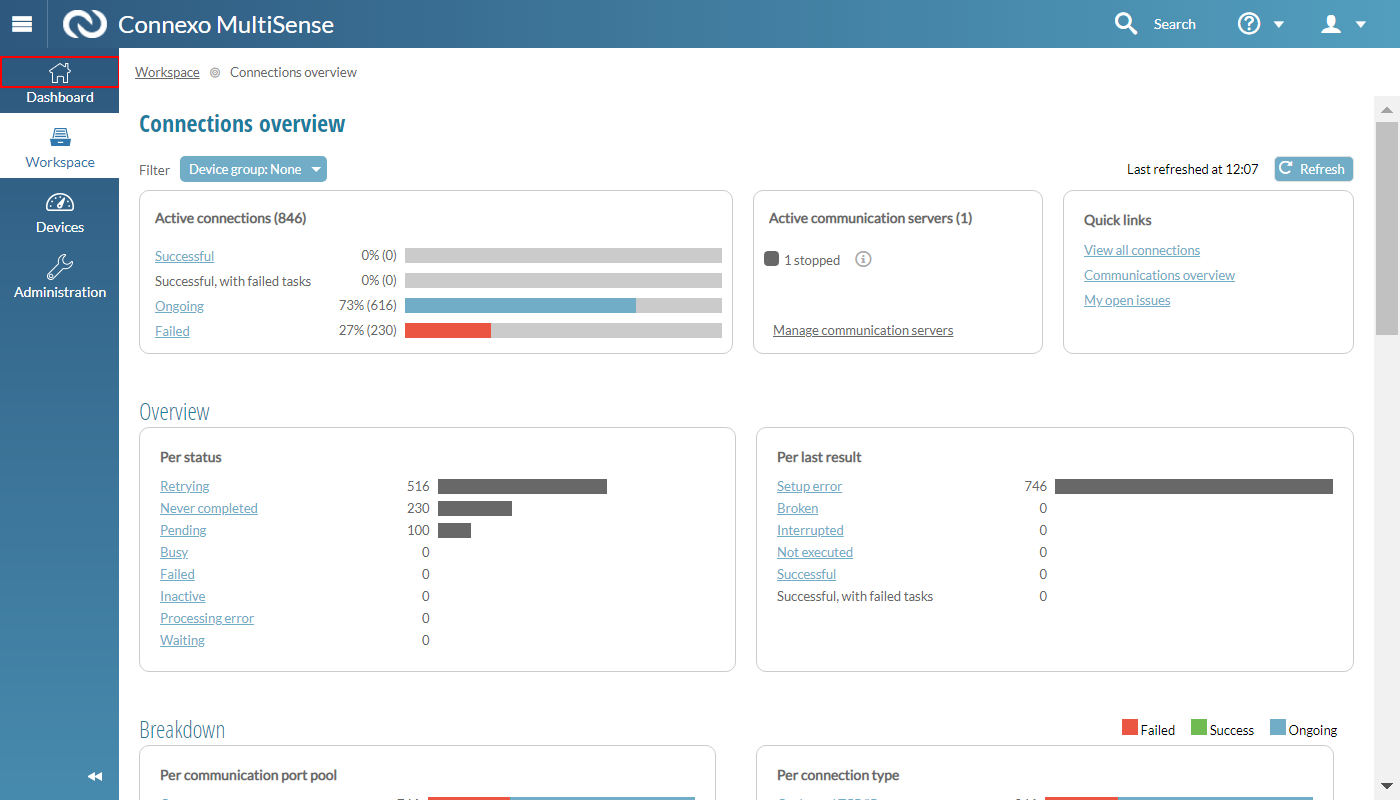 Connexo MultiSense
Search
Dashboard
Workspace
Devices
Administration
Workspace Connections overview
Connections overview
Filter Device group: None
Last refreshed at 12:07 Refresh
Active connections (846)
Successful 0% (0)
Successful, with failed tasks 0% (0)
Ongoing 73% (616)
Failed 27% (230)
Active communication servers (1)
1 stopped
Manage communication servers
Quick links
View all connections
Communications overview
My open issues
Overview
Per status
Retrying 516
Never completed 230
Pending 100
Busy 0
Failed 0
Inactive 0
Processing error 0
Waiting 0
Per last result
Setup error 746
Broken 0
Interrupted 0
Not executed 0
Successful 0
Successful, with failed tasks 0
Breakdown
Failed Success Ongoing
Per communication port pool
Per connection type